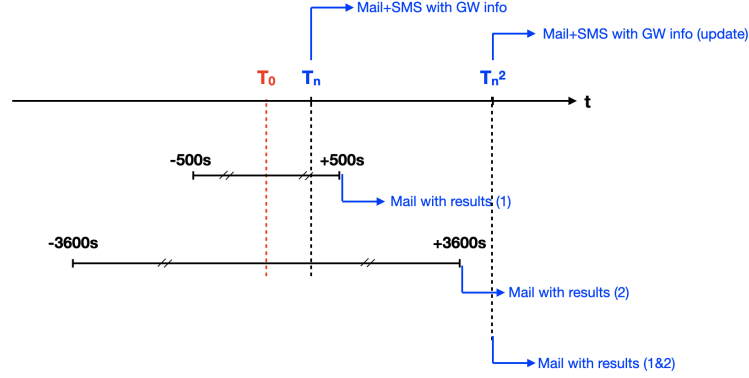 Mail+SMS with GW info
Mail+SMS with GW info (update)
T₀ Tₙ Tₙ²
t
-500s +500s
Mail with results (1)
-3600s +3600s
Mail with results (2)
Mail with results (1&2)